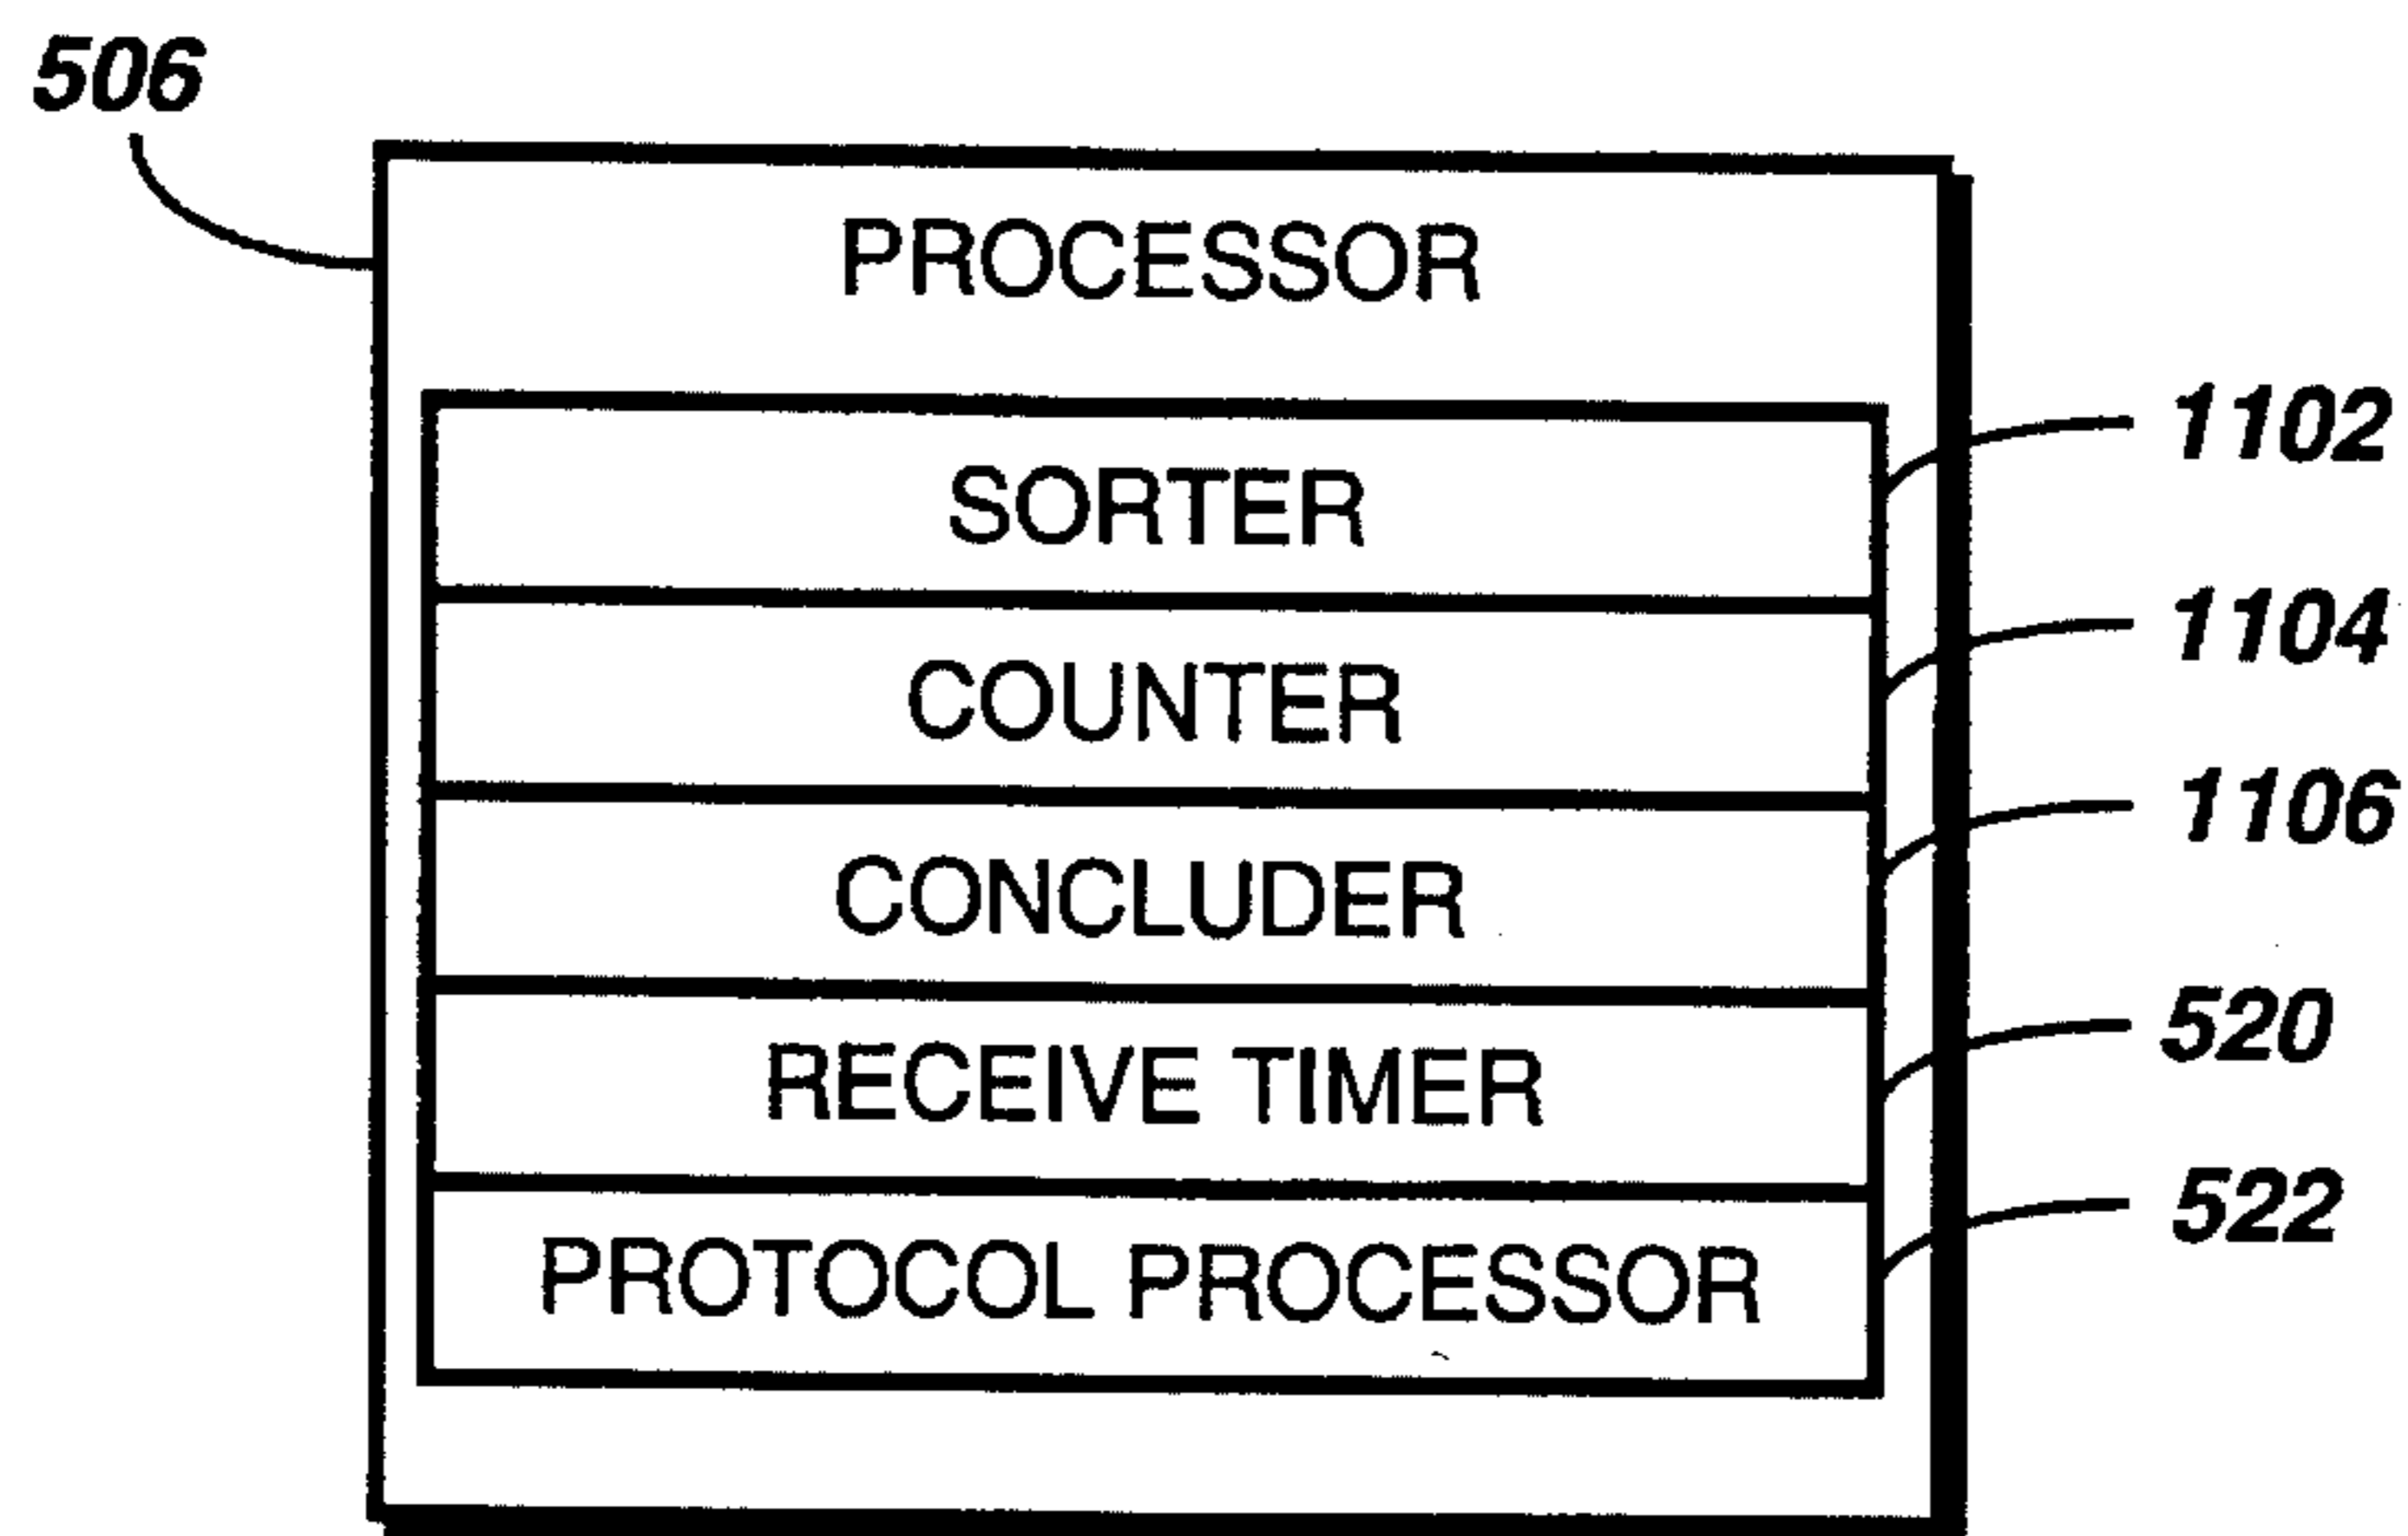 506
PROCESSOR
SORTER
1102
COUNTER
1104
CONCLUDER
1106
RECEIVE TIMER
520
PROTOCOL PROCESSOR
522